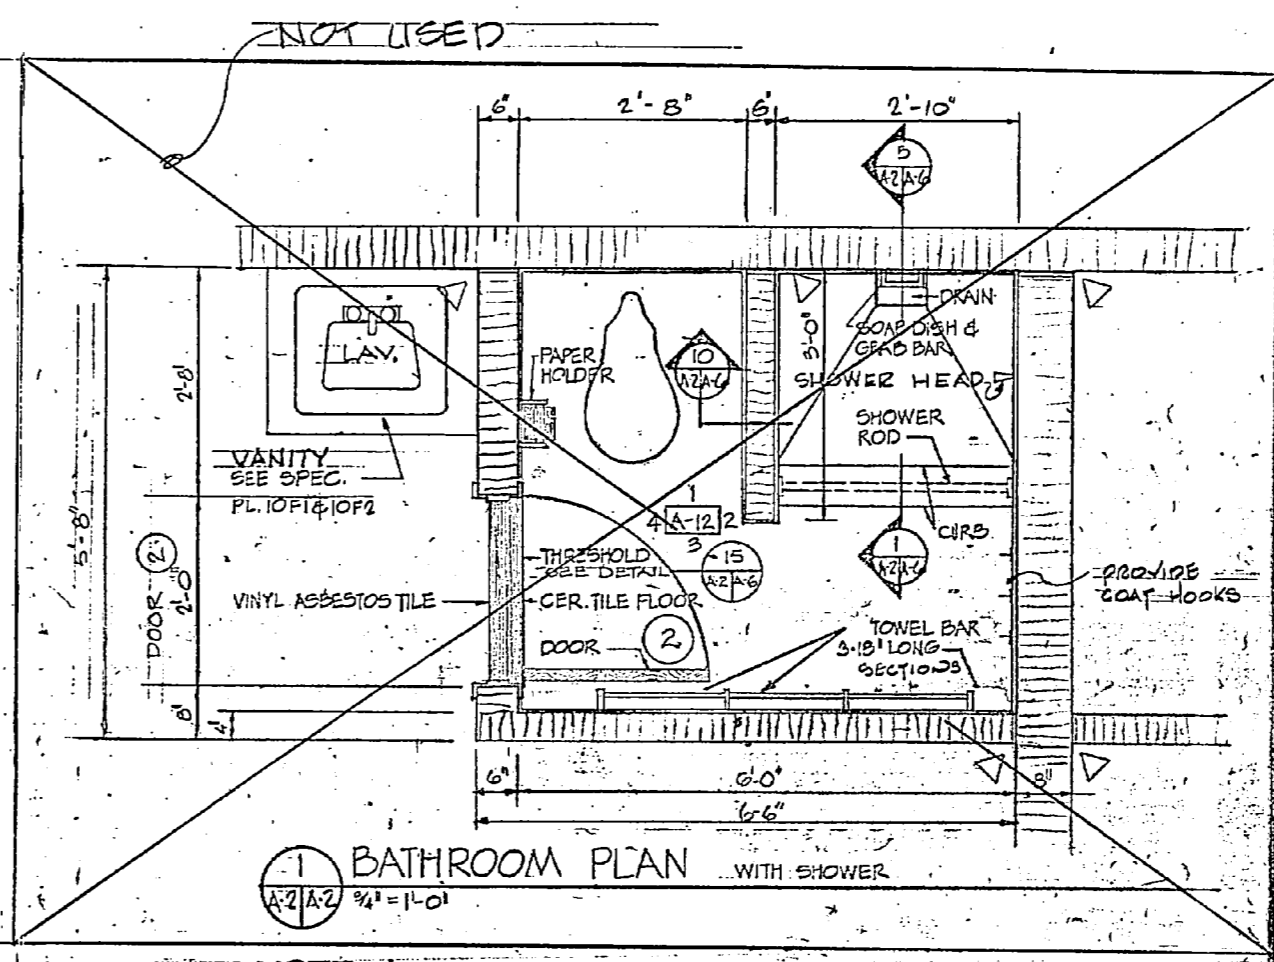 NOT USED
6" 2'-8" 6" 2'-10"
5
A-2 A-6
DRAIN
SOAP DISH &
GRAB BAR
SHOWER HEAD
3'-0"
LAV.
PAPER
HOLDER
10
A-2 A-6
SHOWER
ROD
2'-8"
VANITY
SEE SPEC.
PL. 10F1 & 10F2
1
4 A-12 2
3
CURB
5'-8"
DOOR 2
2'-0"
THRESHOLD
SEE DETAIL
15
A-2 A-6
1
A-2 A-6
PROVIDE
COAT HOOKS
VINYL ASBESTOS TILE
CER. TILE FLOOR
DOOR 2
TOWEL BAR
3-18" LONG
SECTIONS
8"
4"
6" 6'-0" 8"
6'-6"
1
A-2 A-2
BATHROOM PLAN WITH SHOWER
3/4" = 1'-0"